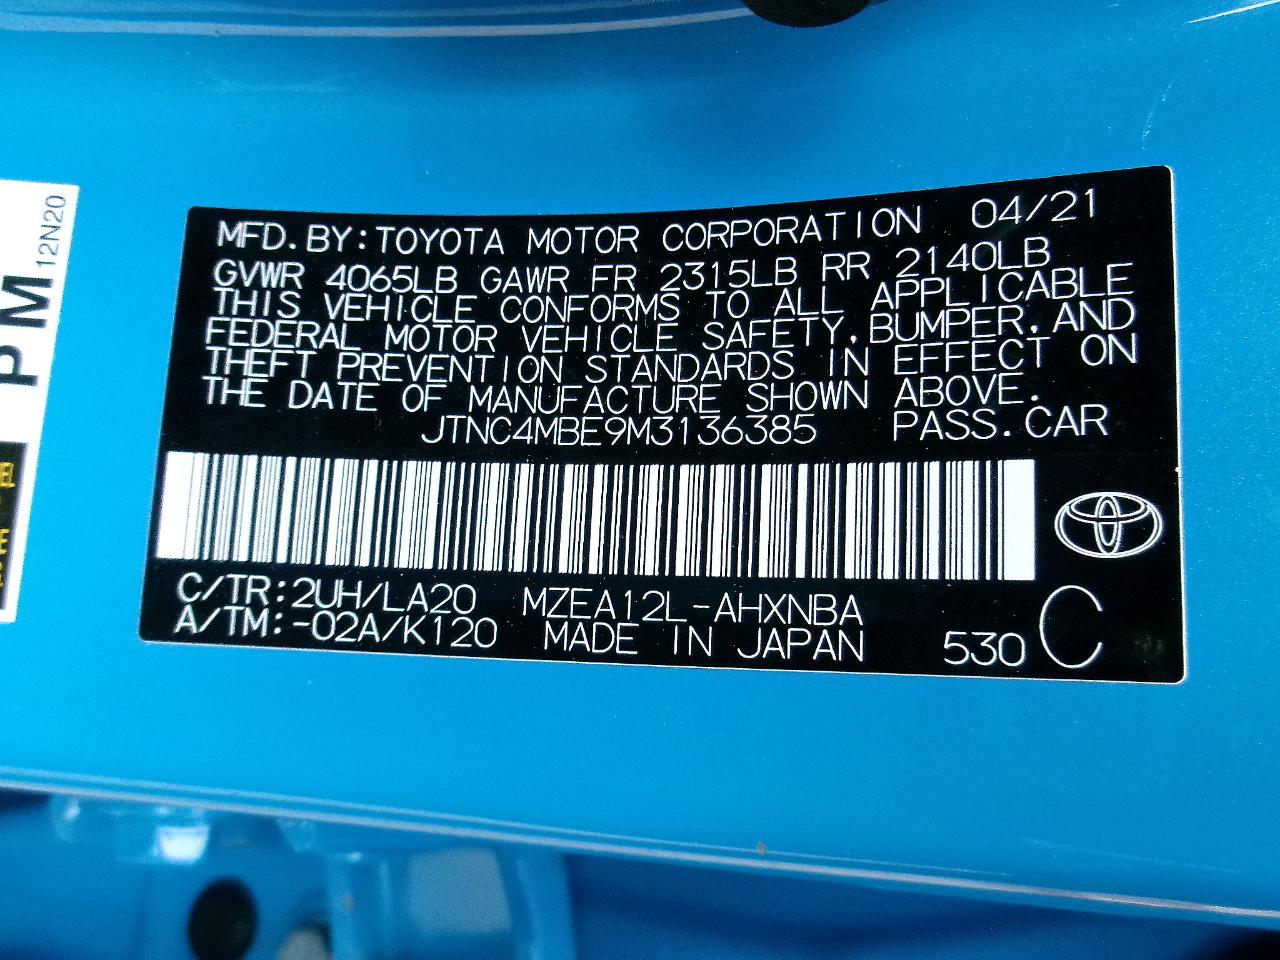 MFD.BY:TOYOTA MOTOR CORPORATION 04/21
GVWR 4065LB GAWR FR 2315LB RR 2140LB
THIS VEHICLE CONFORMS TO ALL APPLICABLE
FEDERAL MOTOR VEHICLE SAFETY,BUMPER,AND
THEFT PREVENTION STANDARDS IN EFFECT ON
THE DATE OF MANUFACTURE SHOWN ABOVE.
JTNC4MBE9M3136385 PASS.CAR
C/TR:2UH/LA20 MZEA12L-AHXNBA
A/TM:-02A/K120 MADE IN JAPAN 530 C
PM
12N20